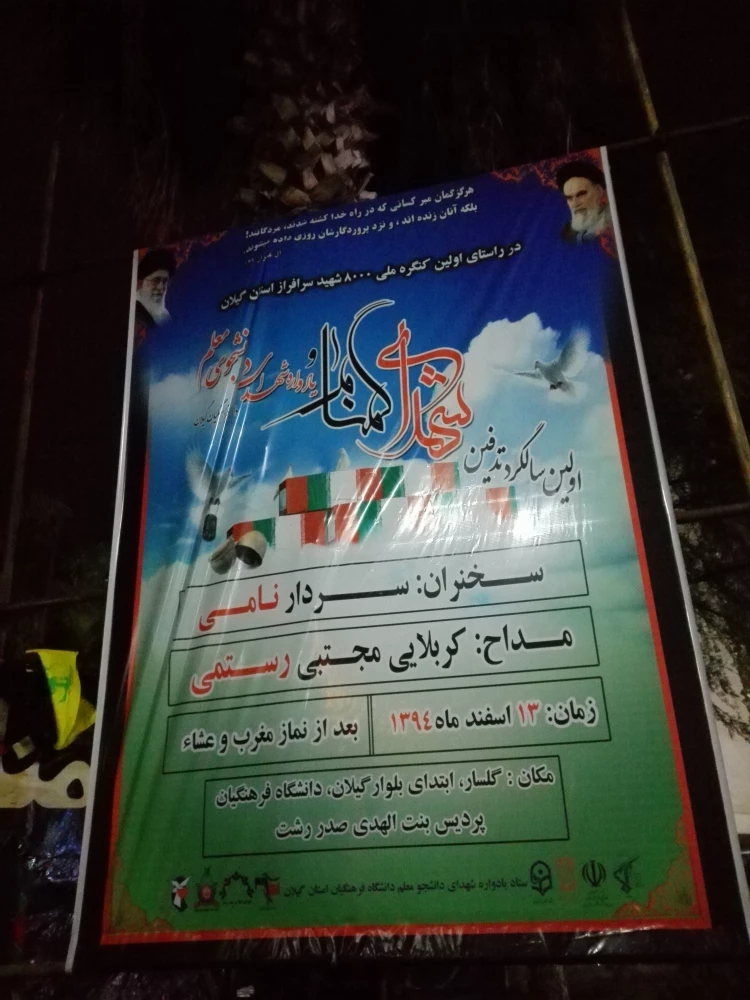 هرگز گمان مبر کسانی که در راه خدا کشته شدند، مردگانند!
بلکه آنان زنده اند، و نزد پروردگارشان روزی داده میشوند
در راستای اولین کنگره ملی ۸۰۰۰ شهید سرافراز استان گیلان
اولین سالگرد تدفین
شهدای گمنام
و
یادواره شهدای دانشجوی معلم
سخنران: سردار نامی
مداح: کربلایی مجتبی رستمی
زمان: ۱۳ اسفند ماه ۱۳۹۴
بعد از نماز مغرب و عشاء
مکان : گلسار، ابتدای بلوار گیلان، دانشگاه فرهنگیان
پردیس بنت الهدی صدر رشت
ستاد یادواره شهدای دانشجو معلم دانشگاه فرهنگیان استان گیلان